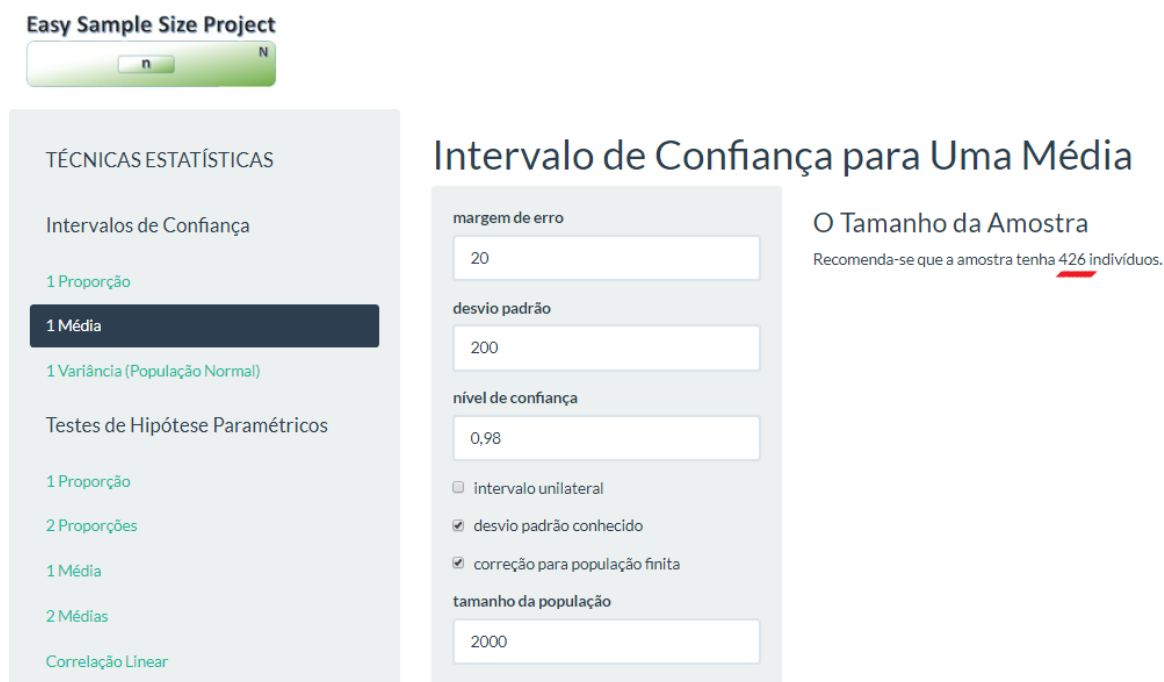 Easy Sample Size Project
N
n
TÉCNICAS ESTATÍSTICAS
Intervalos de Confiança
1 Proporção
1 Média
1 Variância (População Normal)
Testes de Hipótese Paramétricos
1 Proporção
2 Proporções
1 Média
2 Médias
Correlação Linear
Intervalo de Confiança para Uma Média
margem de erro
20
desvio padrão
200
nível de confiança
0,98
intervalo unilateral
desvio padrão conhecido
correção para população finita
tamanho da população
2000
O Tamanho da Amostra
Recomenda-se que a amostra tenha 426 indivíduos.